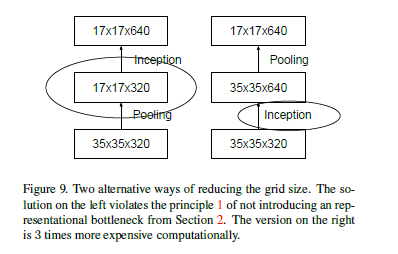 17x17x640
17x17x640
Inception
Pooling
17x17x320
35x35x640
Pooling
Inception
35x35x320
35x35x320
Figure 9. Two alternative ways of reducing the grid size. The so-
lution on the left violates the principle 1 of not introducing an rep-
resentational bottleneck from Section 2. The version on the right
is 3 times more expensive computationally.